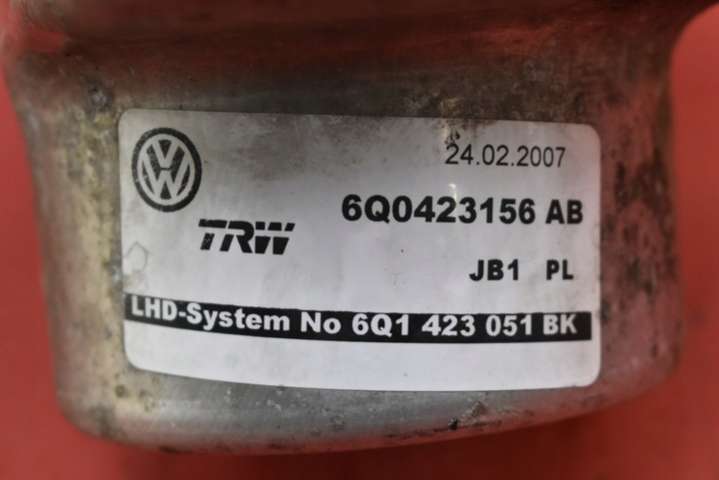 24.02.2007
6Q0423156 AB
TRW
JB1 PL
LHD-System No 6Q1 423 051 BK